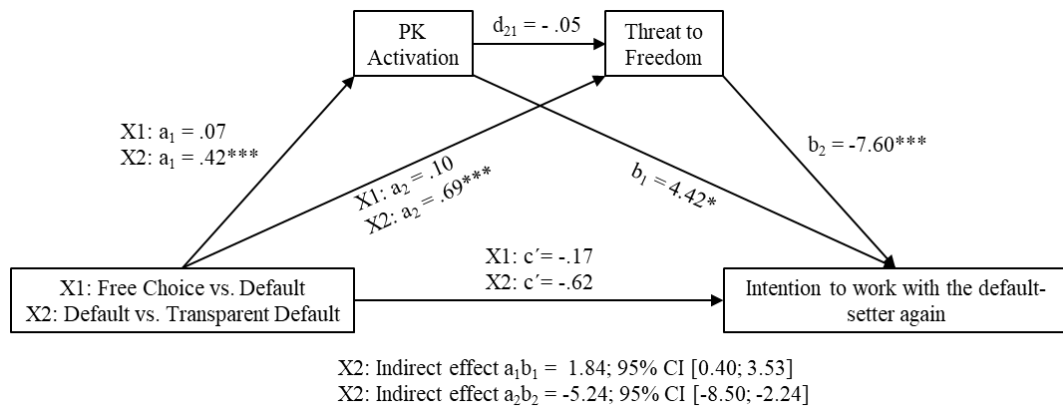 PK
Activation
d₂₁ = - .05
Threat to
Freedom
X1: a₁ = .07
X2: a₁ = .42***
X1: a₂ = .10
X2: a₂ = .69***
b₁ = 4.42*
b₂ = -7.60***
X1: c´= -.17
X2: c´= -.62
X1: Free Choice vs. Default
X2: Default vs. Transparent Default
Intention to work with the default-
setter again
X2: Indirect effect a₁b₁ = 1.84; 95% CI [0.40; 3.53]
X2: Indirect effect a₂b₂ = -5.24; 95% CI [-8.50; -2.24]